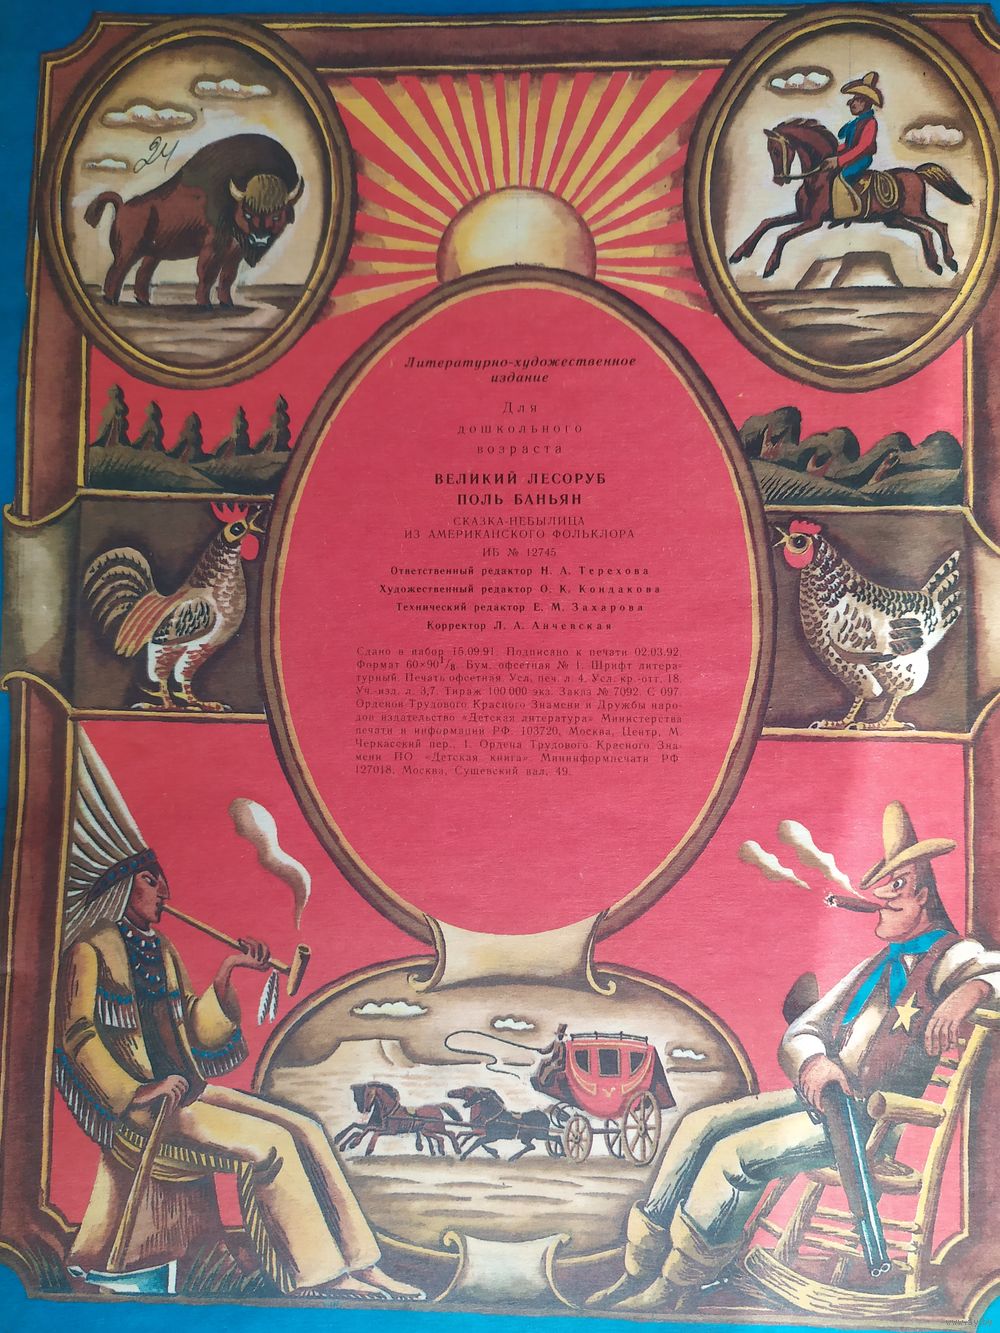 24
Литературно-художественное
издание
Для
дошкольного
возраста
ВЕЛИКИЙ ЛЕСОРУБ
ПОЛЬ БАНЬЯН
СКАЗКА-НЕБЫЛИЦА
ИЗ АМЕРИКАНСКОГО ФОЛЬКЛОРА
ИБ № 12745
Ответственный редактор Н. А. Терехова
Художественный редактор О. К. Кондакова
Технический редактор Е. М. Захарова
Корректор Л. А. Анчевская
Сдано в набор 15.09.91. Подписано к печати 02.03.92.
Формат 60×90 1/8. Бум. офсетная № 1. Шрифт литера-
турный. Печать офсетная. Усл. печ. л. 4. Усл. кр.-отт. 18.
Уч.-изд. л. 3,7. Тираж 100 000 экз. Заказ № 7092. С 097.
Орденов Трудового Красного Знамени и Дружбы наро-
дов издательство «Детская литература» Министерства
печати и информации РФ. 103720, Москва, Центр, М.
Черкасский пер., 1. Ордена Трудового Красного Зна-
мени ПО «Детская книга» Мининформпечати РФ
127018, Москва, Сущевский вал, 49.